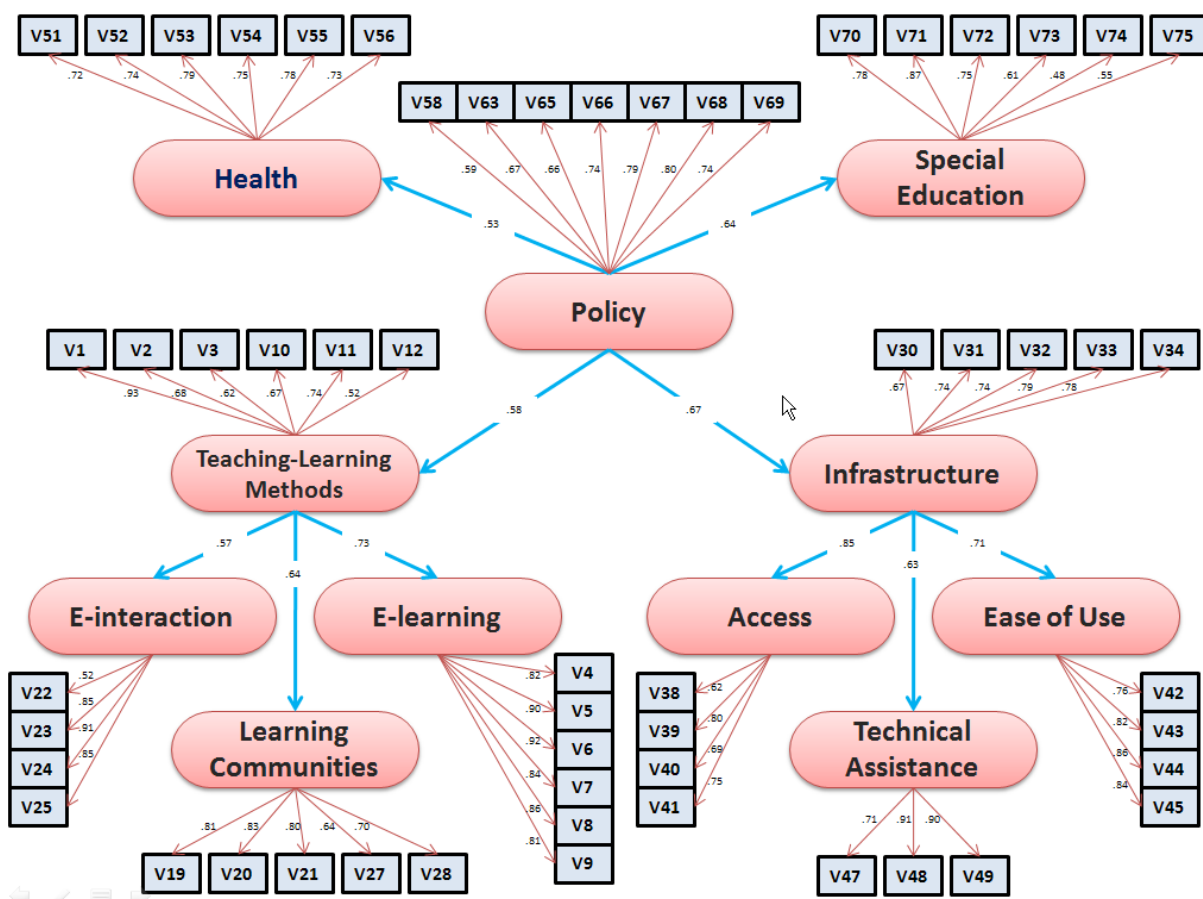 V51 V52 V53 V54 V55 V56
V70 V71 V72 V73 V74 V75
.72 .74 .79 .75 .78 .73
.78 .87 .75 .61 .48 .55
V58 V63 V65 V66 V67 V68 V69
.59 .67 .66 .74 .79 .80 .74
Health
Special
Education
.53
.64
Policy
V1 V2 V3 V10 V11 V12
V30 V31 V32 V33 V34
.93 .68 .62 .67 .74 .52
.67 .74 .74 .79 .78
.58
.67
Teaching-Learning
Methods
Infrastructure
.57
.64
.73
.85
.63
.71
E-interaction
E-learning
Access
Ease of Use
.52
.85
.91
.85
V22
V23
V24
V25
Learning
Communities
.82
.90
.92
.84
.86
.81
V4
V5
V6
V7
V8
V9
V38
V39
V40
V41
.62
.80
.69
.75
Technical
Assistance
.76
.82
.86
.84
V42
V43
V44
V45
.81 .83 .80 .64 .70
V19 V20 V21 V27 V28
.71 .91 .90
V47 V48 V49